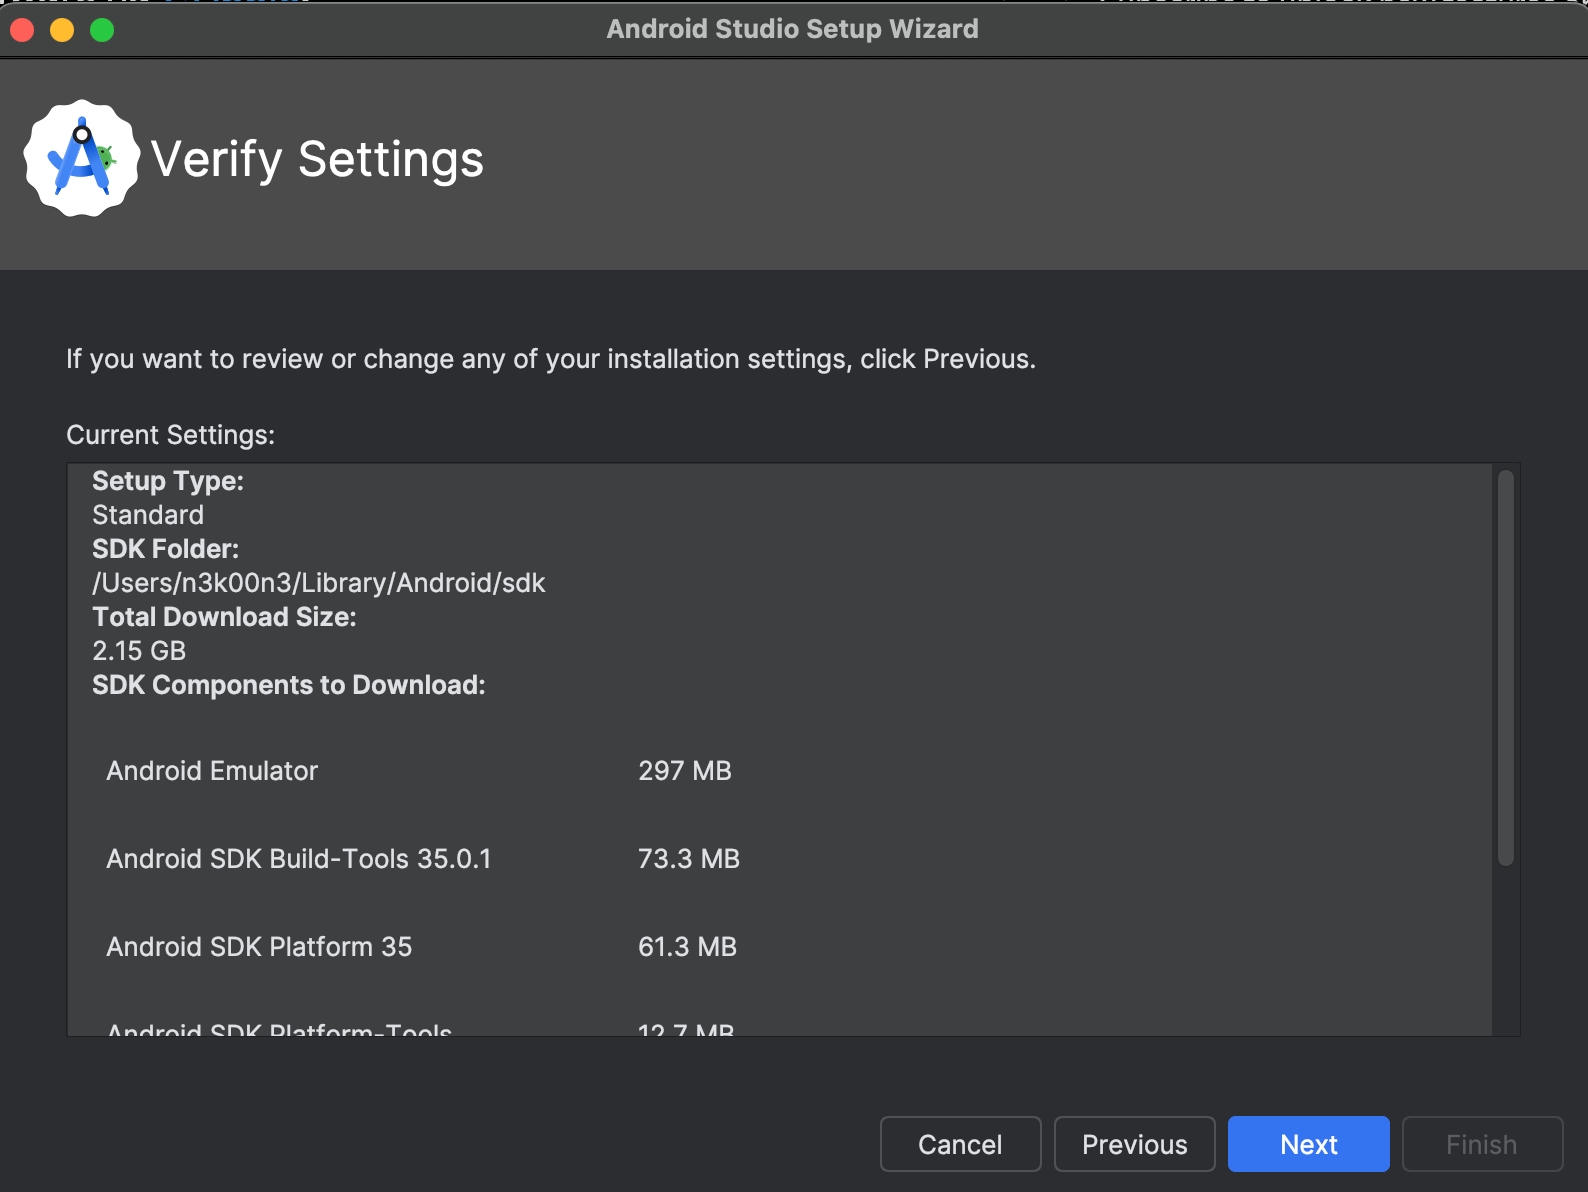 Android Studio Setup Wizard
Verify Settings
If you want to review or change any of your installation settings, click Previous.
Current Settings:
Setup Type:
Standard
SDK Folder:
/Users/n3k00n3/Library/Android/sdk
Total Download Size:
2.15 GB
SDK Components to Download:
Android Emulator 297 MB
Android SDK Build-Tools 35.0.1 73.3 MB
Android SDK Platform 35 61.3 MB
Android SDK Platform-Tools 12.7 MB
Cancel Previous Next Finish